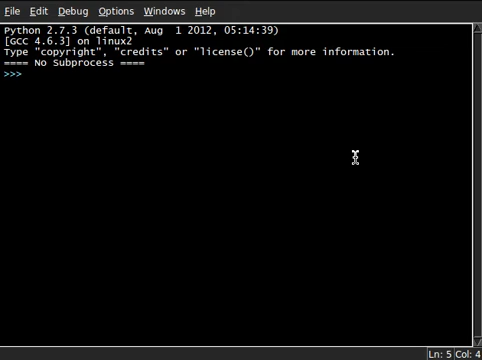 File Edit Debug Options Windows Help
Python 2.7.3 (default, Aug  1 2012, 05:14:39)
[GCC 4.6.3] on linux2
Type "copyright", "credits" or "license()" for more information.
==== No Subprocess ====
>>>
Ln: 5 Col: 4